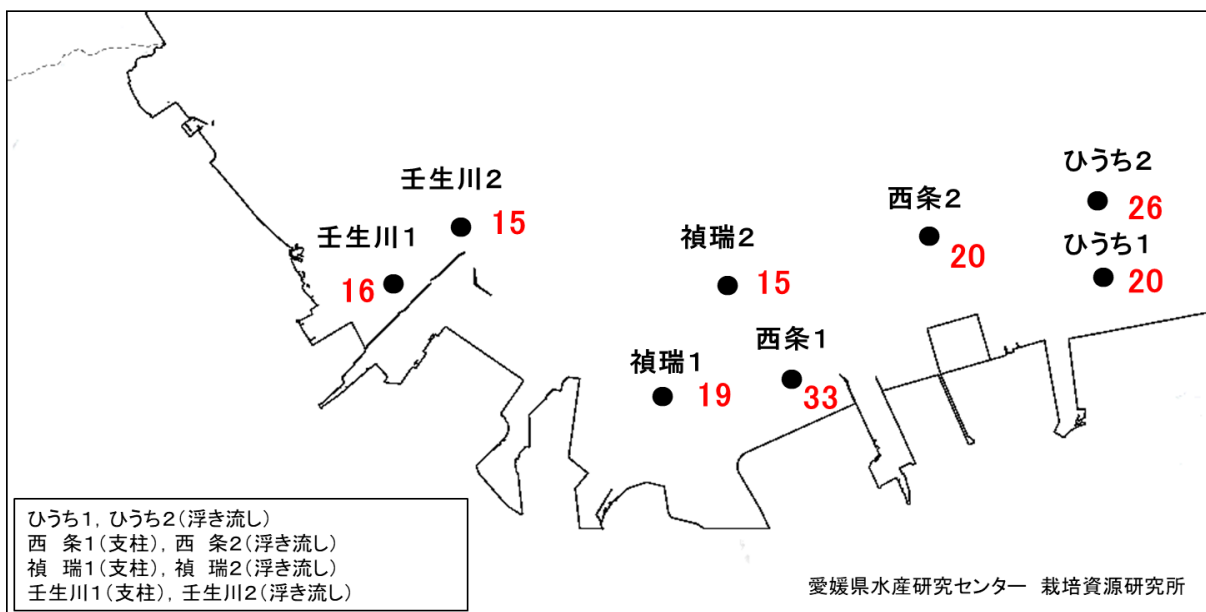 ひうち2
26
壬生川2
15
西条2
20
禎瑞2
15
ひうち1
20
壬生川1
16
西条1
33
禎瑞1
19
ひうち1, ひうち2(浮き流し)
西　条1(支柱), 西　条2(浮き流し)
禎　瑞1(支柱), 禎　瑞2(浮き流し)
壬生川1(支柱), 壬生川2(浮き流し)
愛媛県水産研究センター　栽培資源研究所